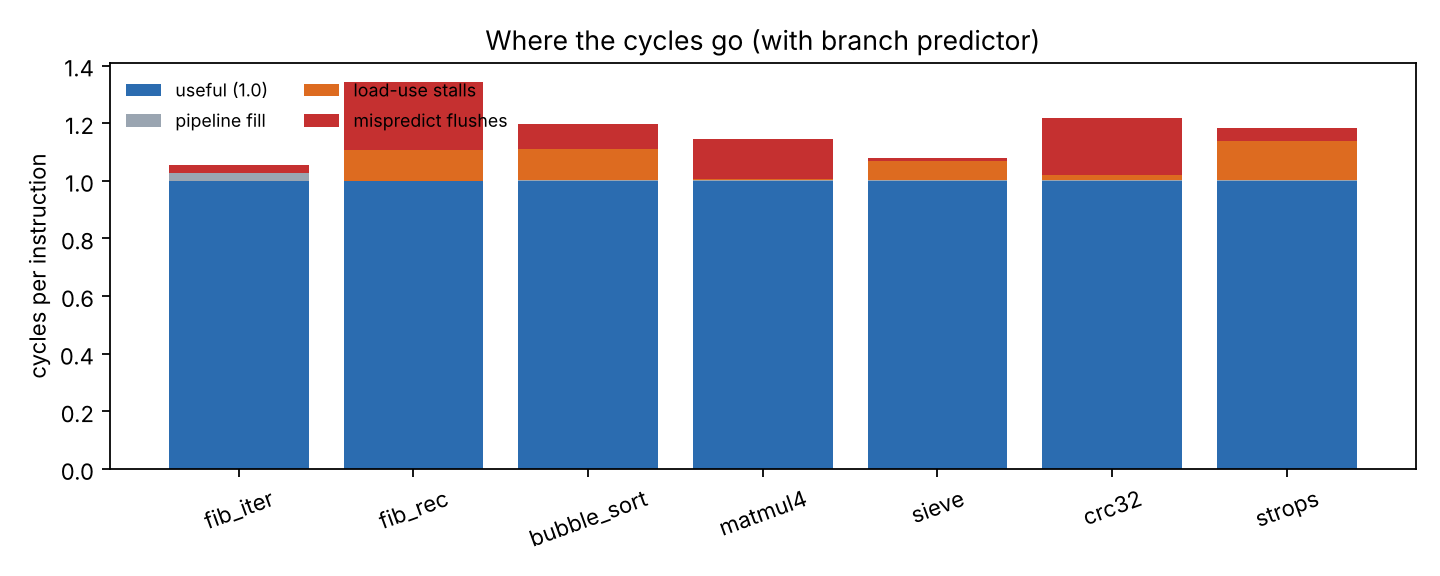 Where the cycles go (with branch predictor)
useful (1.0) load-use stalls
pipeline fill mispredict flushes
cycles per instruction
1.4
1.2
1.0
0.8
0.6
0.4
0.2
0.0
fib_iter fib_rec bubble_sort matmul4 sieve crc32 strops